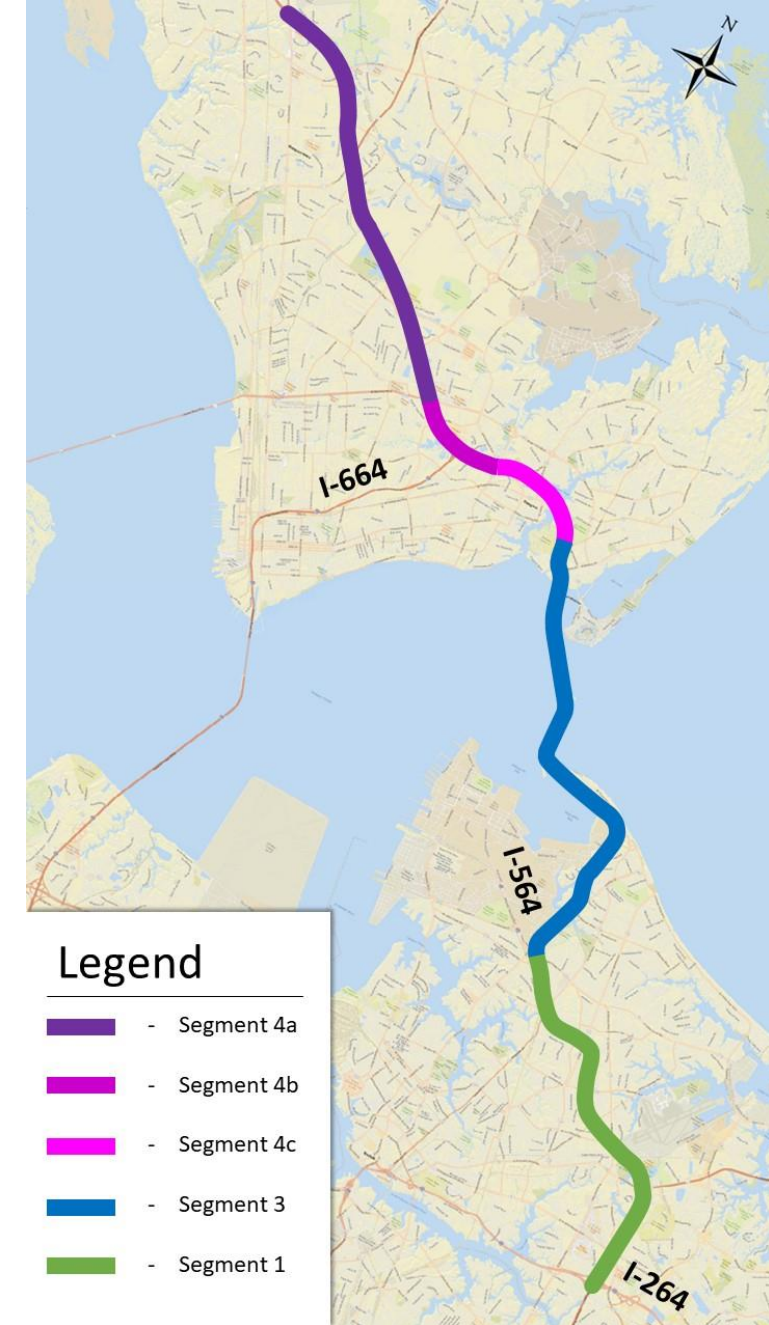 N
I-664
I-564
Legend
- Segment 4a
- Segment 4b
- Segment 4c
- Segment 3
- Segment 1
I-264